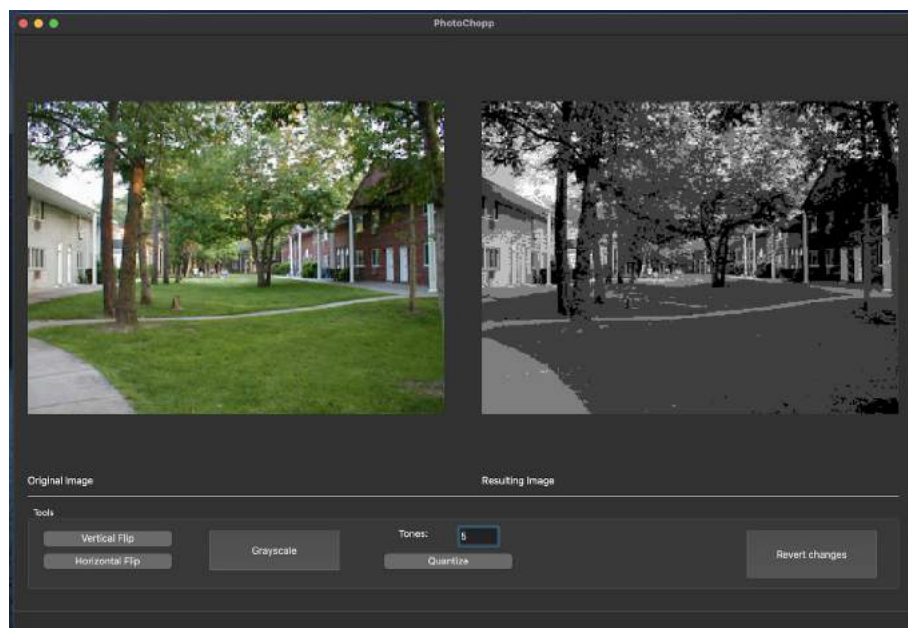 PhotoChopp
Original Image
Resulting Image
Tools
Vertical Flip
Horizontal Flip
Grayscale
Tones: 5
Quantize
Revert changes